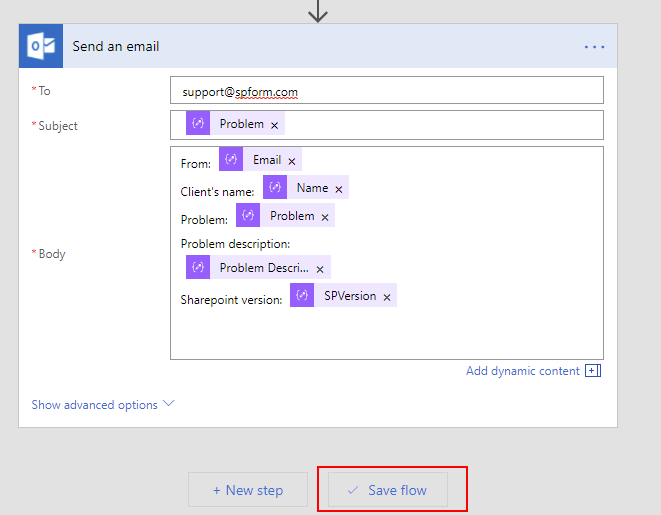 Send an email
* To
support@spform.com
* Subject
Problem ×
* Body
From: Email ×
Client's name: Name ×
Problem: Problem ×
Problem description:
Problem Descri... ×
Sharepoint version: SPVersion ×
Add dynamic content
Show advanced options
+ New step
Save flow